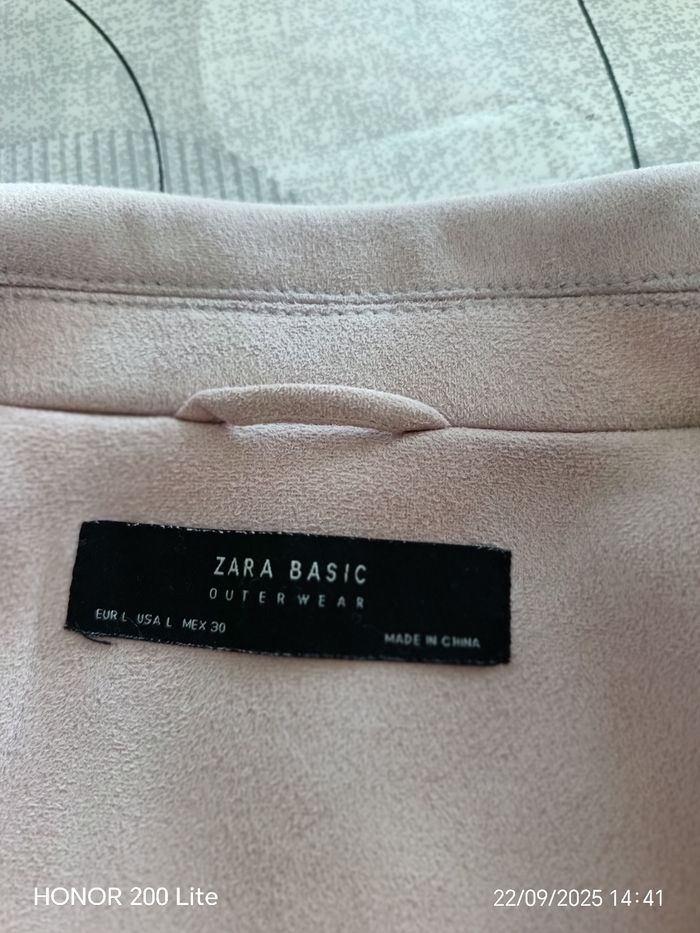 ZARA BASIC
OUTERWEAR
EUR L USA L MEX 30
MADE IN CHINA
HONOR 200 Lite
22/09/2025 14:41